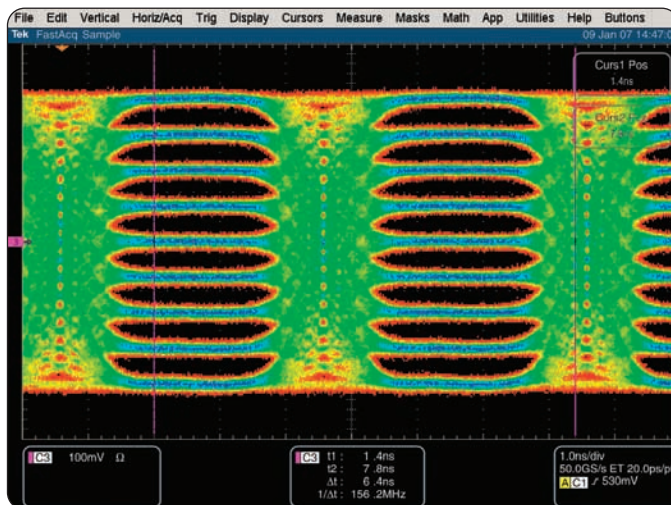 File Edit Vertical Horiz/Acq Trig Display Cursors Measure Masks Math App Utilities Help Buttons
Tek FastAcq Sample 09 Jan 07 14:47:0
Curs1 Pos
1.4ns
Curs2 Pos
C3 100mV Ω
C3 t1 : 1 .4ns
t2 : 7 .8ns
Δt : 6 .4ns
1/Δt : 156 .2MHz
1.0ns/div
50.0GS/s ET 20.0ps/p
A C1 530mV